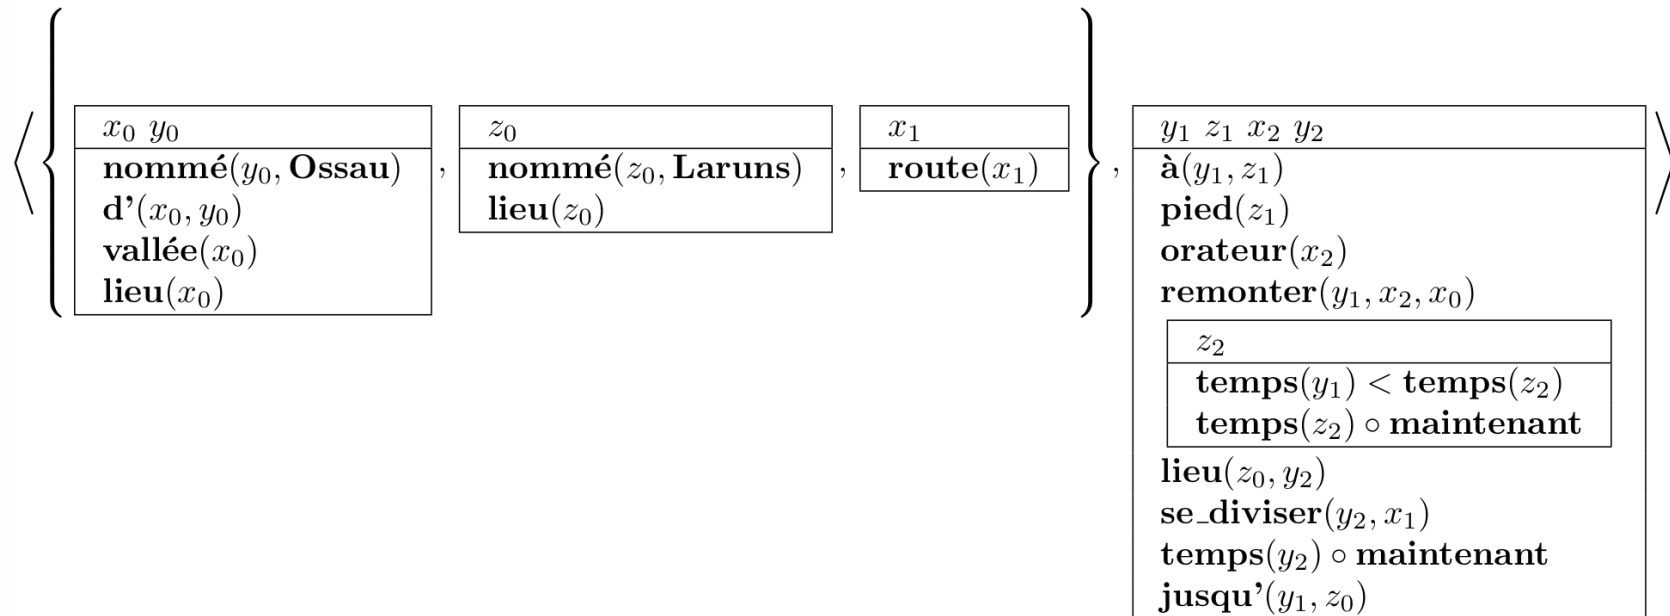 x₀ y₀
nommé(y₀, Ossau)
d’(x₀, y₀)
vallée(x₀)
lieu(x₀)
,
z₀
nommé(z₀, Laruns)
lieu(z₀)
,
x₁
route(x₁)
,
y₁ z₁ x₂ y₂
à(y₁, z₁)
pied(z₁)
orateur(x₂)
remonter(y₁, x₂, x₀)
z₂
temps(y₁) < temps(z₂)
temps(z₂) ∘ maintenant
lieu(z₀, y₂)
se_diviser(y₂, x₁)
temps(y₂) ∘ maintenant
jusqu’(y₁, z₀)